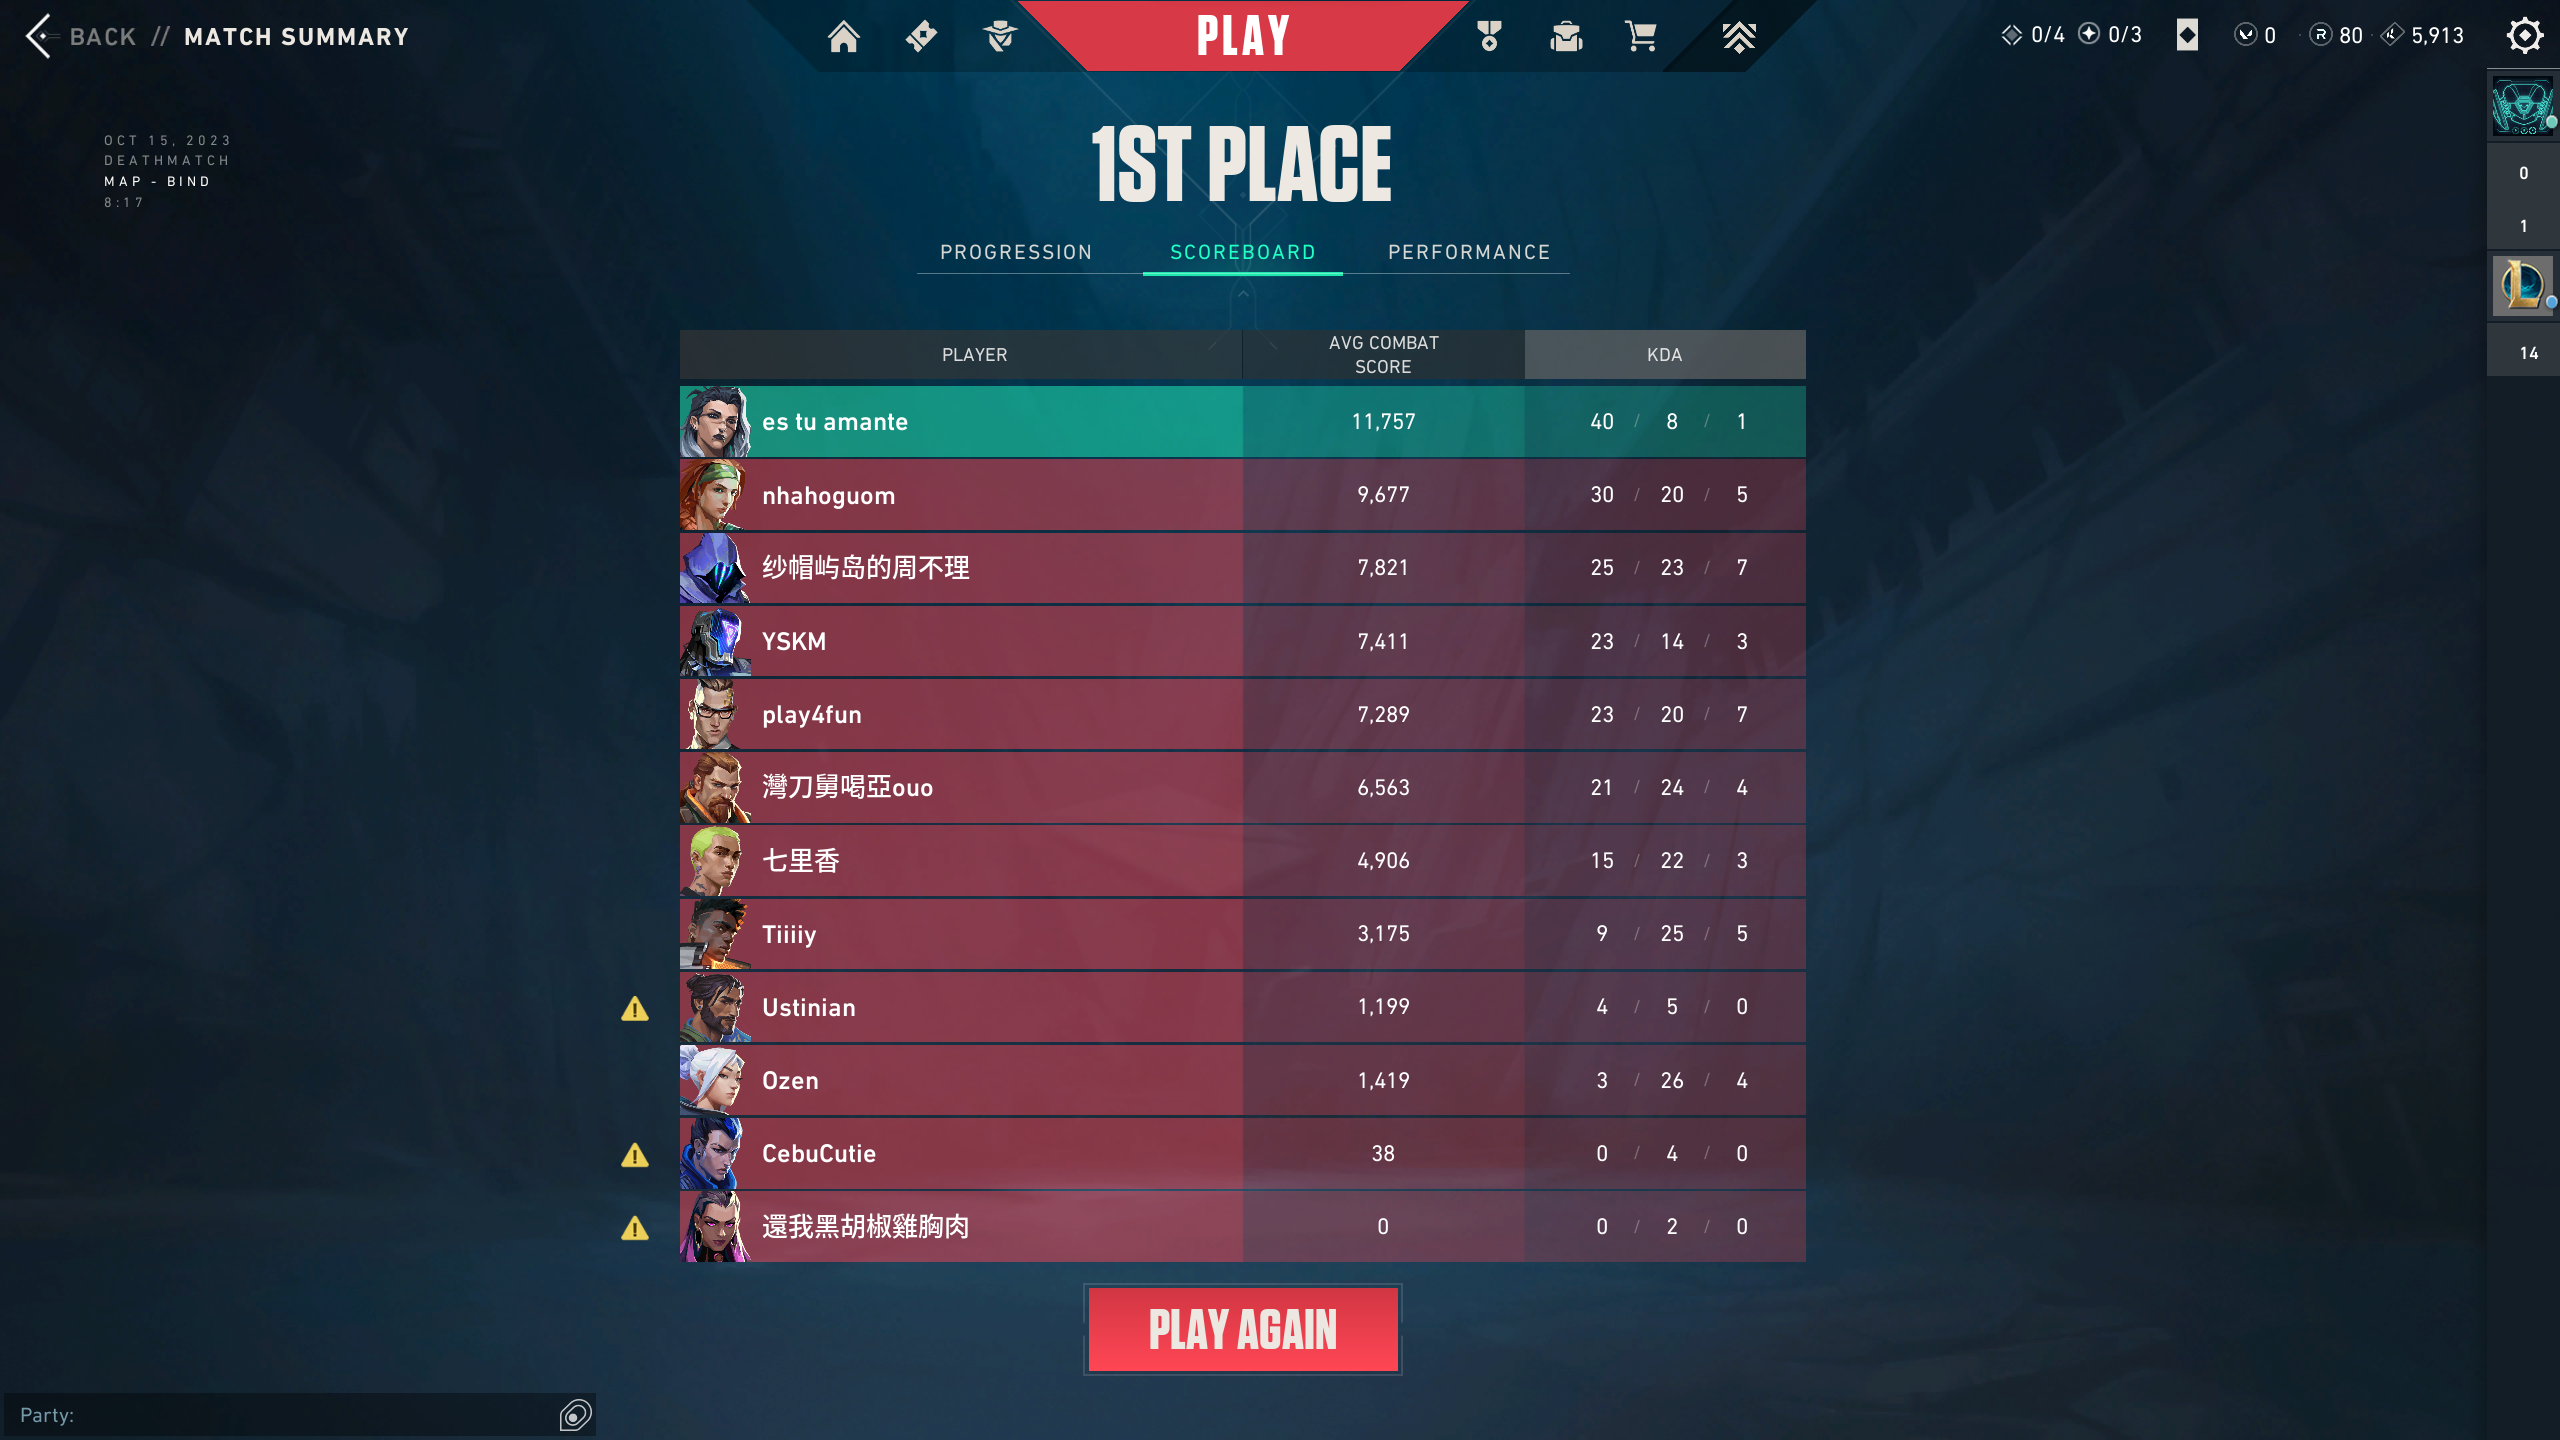 BACK // MATCH SUMMARY
PLAY
0/4 0/3 0 R 80 5,913
OCT 15, 2023
DEATHMATCH
MAP - BIND
8:17
1ST PLACE
PROGRESSION SCOREBOARD PERFORMANCE
PLAYER AVG COMBAT SCORE KDA
es tu amante 11,757 40 / 8 / 1
nhahoguom 9,677 30 / 20 / 5
纱帽屿岛的周不理 7,821 25 / 23 / 7
YSKM 7,411 23 / 14 / 3
play4fun 7,289 23 / 20 / 7
灣刀舅喝亞ouo 6,563 21 / 24 / 4
七里香 4,906 15 / 22 / 3
Tiiiiy 3,175 9 / 25 / 5
Ustinian 1,199 4 / 5 / 0
Ozen 1,419 3 / 26 / 4
CebuCutie 38 0 / 4 / 0
還我黑胡椒雞胸肉 0 0 / 2 / 0
PLAY AGAIN
Party:
0
1
14